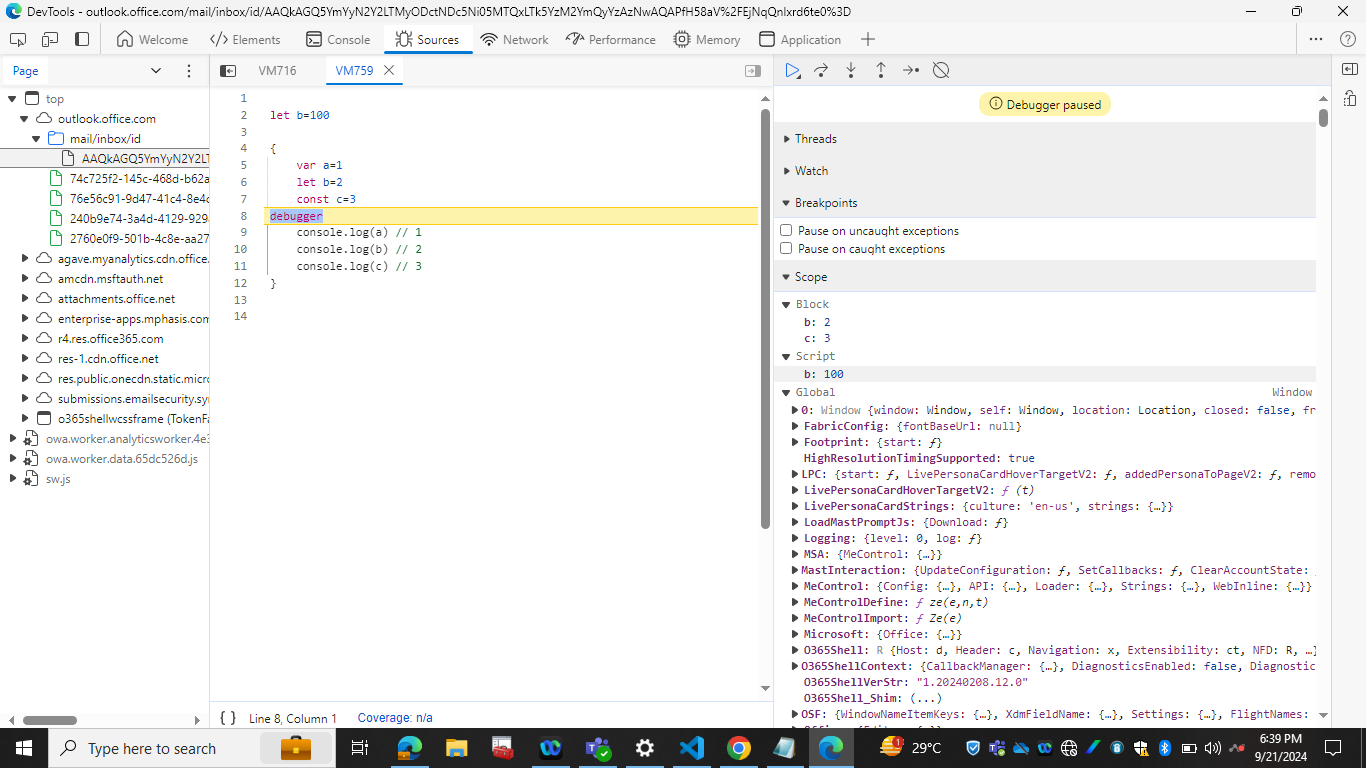 DevTools - outlook.office.com/mail/inbox/id/AAQkAGQ5YmYyN2Y2LTMyODctNDc5Ni05MTQxLTk5YzM2YmQyYzAzNwAQAPfH58aV%2FEjNqQnlxrd6te0%3D
Welcome
Elements
Console
Sources
Network
Performance
Memory
Application
Page
top
outlook.office.com
mail/inbox/id
AAQkAGQ5YmYyN2Y2LT
74c725f2-145c-468d-b62a
76e56c91-9d47-41c4-8e4c
240b9e74-3a4d-4129-929
2760e0f9-501b-4c8e-aa27
agave.myanalytics.cdn.office.
amcdn.msftauth.net
attachments.office.net
enterprise-apps.mphasis.com
r4.res.office365.com
res-1.cdn.office.net
res.public.onecdn.static.micro
submissions.emailsecurity.syn
o365shellwcssframe (TokenFa
owa.worker.analyticsworker.4e3
owa.worker.data.65dc526d.js
sw.js
VM716
VM759
1
2 let b=100
3
4 {
5 var a=1
6 let b=2
7 const c=3
8 debugger
9 console.log(a) // 1
10 console.log(b) // 2
11 console.log(c) // 3
12 }
13
14
{ } Line 8, Column 1 Coverage: n/a
Debugger paused
Threads
Watch
Breakpoints
Pause on uncaught exceptions
Pause on caught exceptions
Scope
Block
b: 2
c: 3
Script
b: 100
Global Window
0: Window {window: Window, self: Window, location: Location, closed: false, fr
FabricConfig: {fontBaseUrl: null}
Footprint: {start: ƒ}
HighResolutionTimingSupported: true
LPC: {start: ƒ, LivePersonaCardHoverTargetV2: ƒ, addedPersonaToPageV2: ƒ, remo
LivePersonaCardHoverTargetV2: ƒ (t)
LivePersonaCardStrings: {culture: 'en-us', strings: {…}}
LoadMastPromptJs: {Download: ƒ}
Logging: {level: 0, log: ƒ}
MSA: {MeControl: {…}}
MastInteraction: {UpdateConfiguration: ƒ, SetCallbacks: ƒ, ClearAccountState:
MeControl: {Config: {…}, API: {…}, Loader: {…}, Strings: {…}, WebInline: {…}}
MeControlDefine: ƒ ze(e,n,t)
MeControlImport: ƒ Ze(e)
Microsoft: {Office: {…}}
O365Shell: R {Host: d, Header: c, Navigation: x, Extensibility: ct, NFD: R, …}
O365ShellContext: {CallbackManager: {…}, DiagnosticsEnabled: false, Diagnostic
O365ShellVerStr: "1.20240208.12.0"
O365Shell_Shim: (...)
OSF: {WindowNameItemKeys: {…}, XdmFieldName: {…}, Settings: {…}, FlightNames:
Type here to search
29°C
6:39 PM
9/21/2024